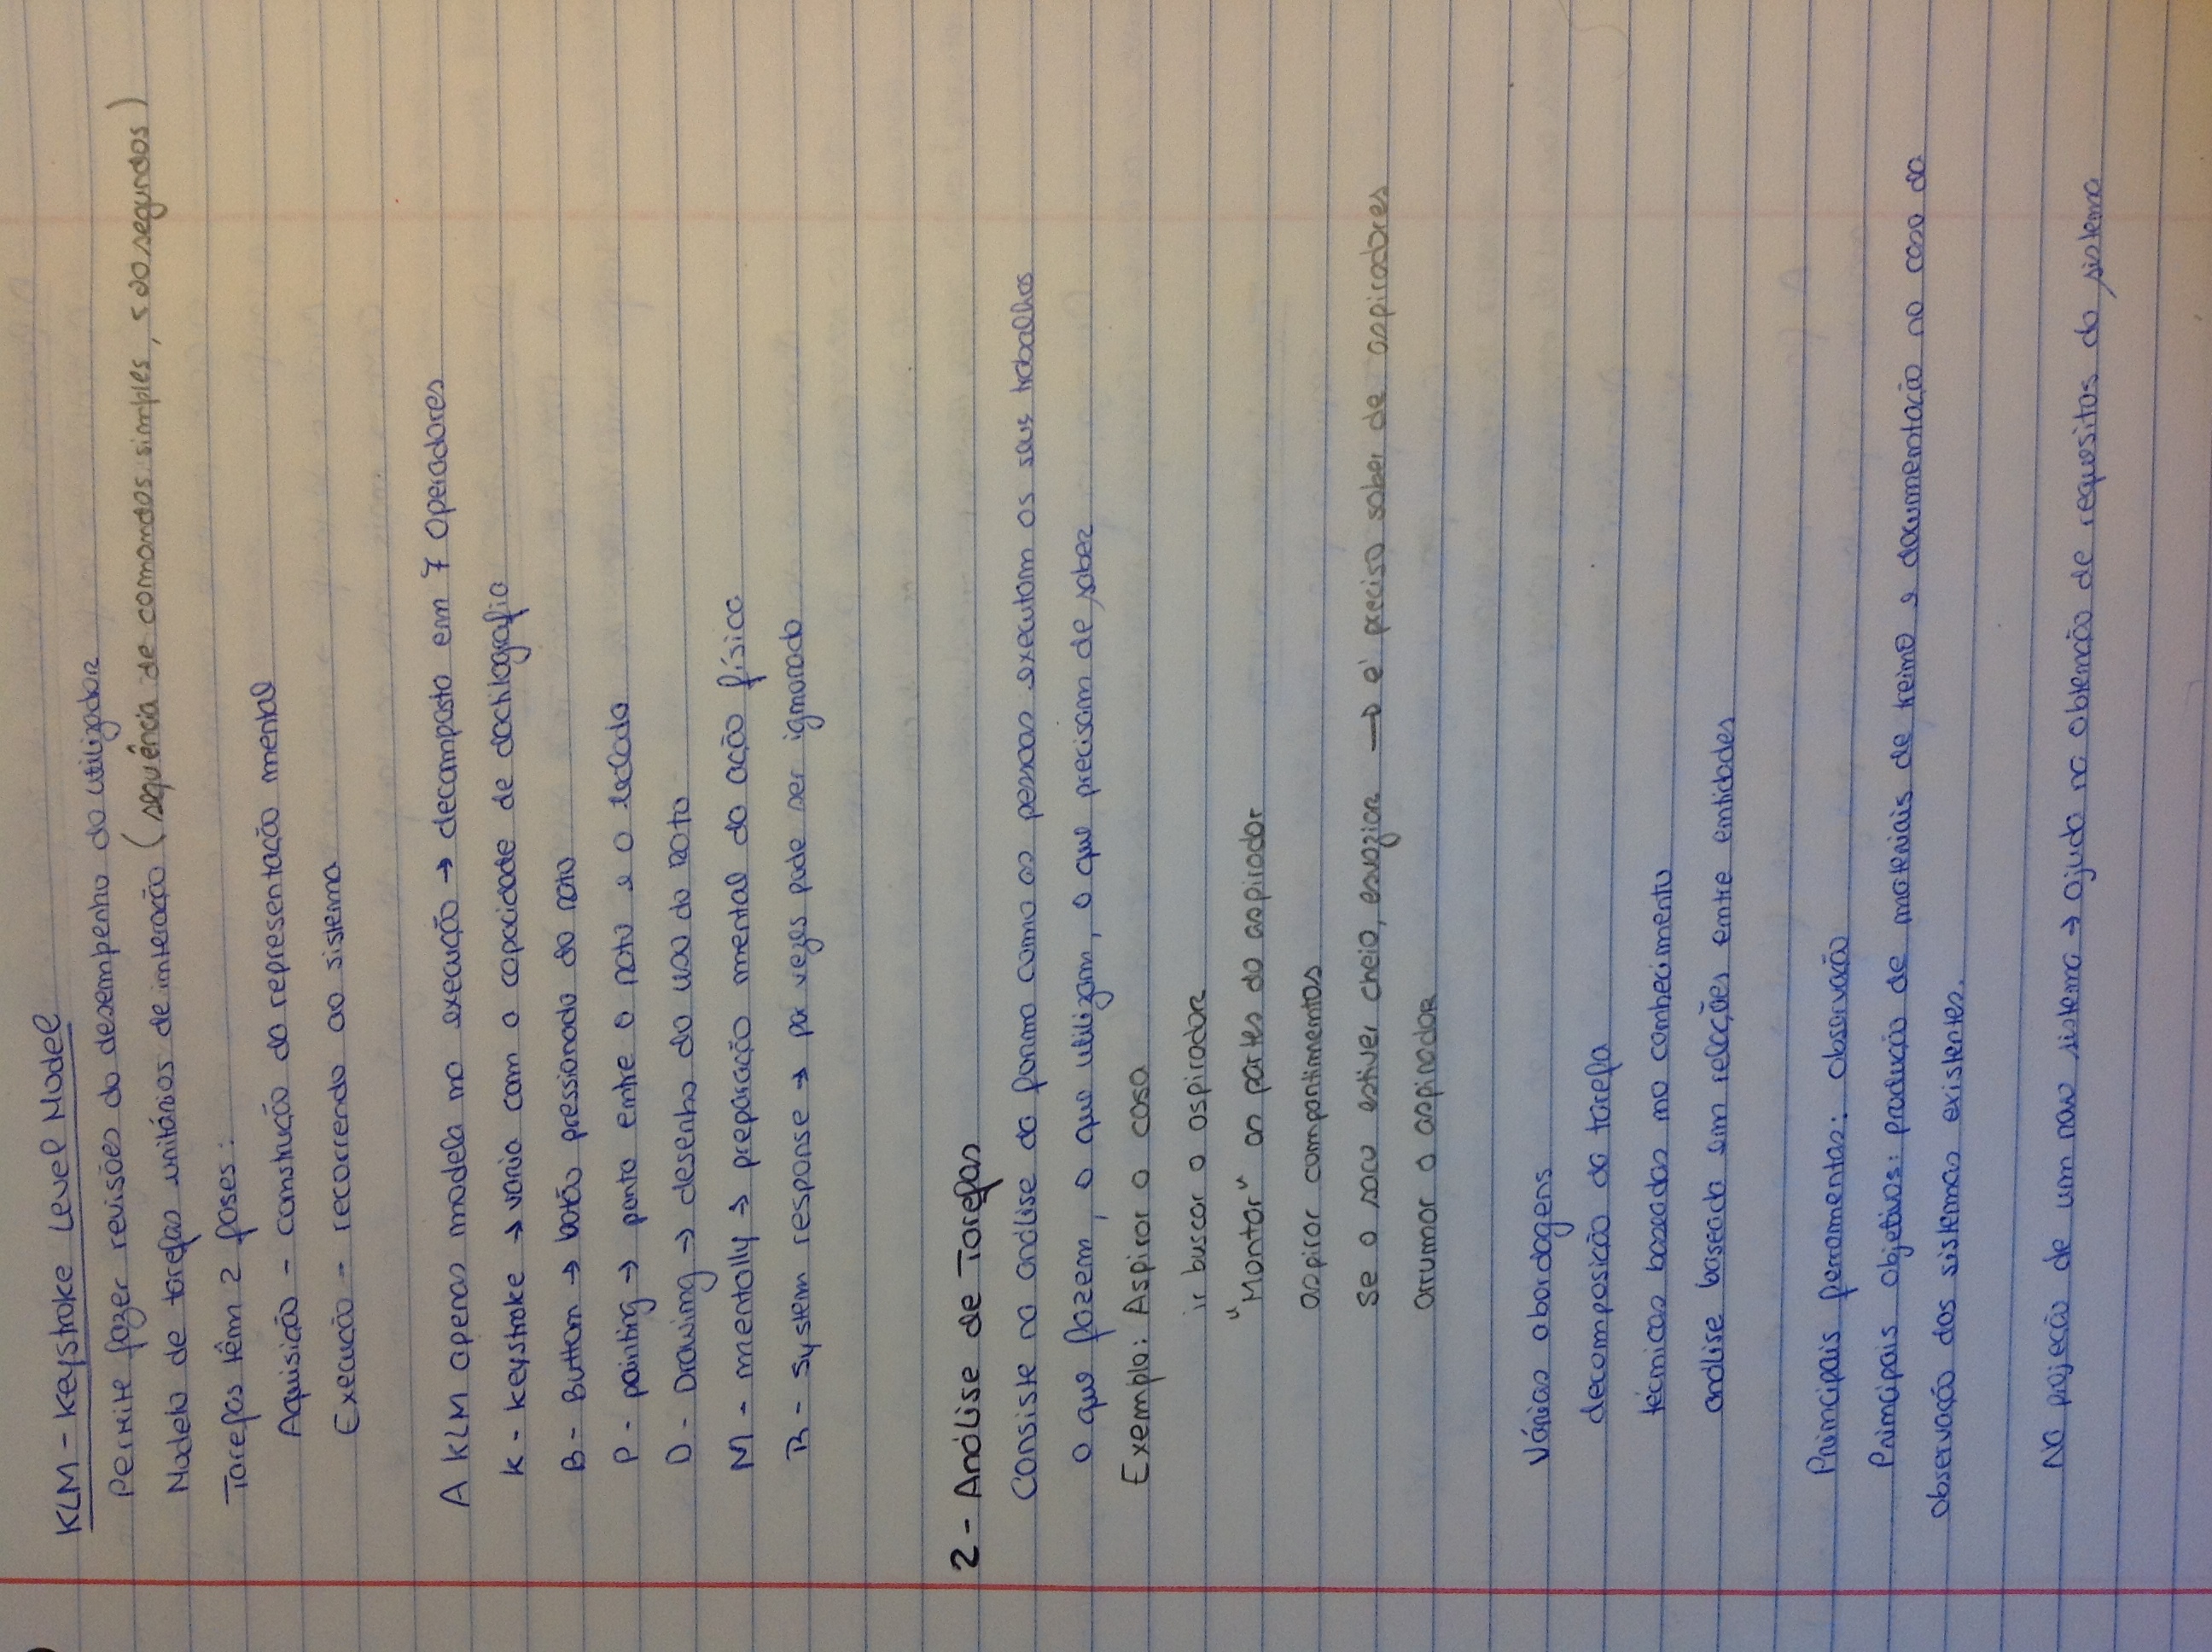 KLM - Keystroke Level Model
Permite fazer revisões do desempenho do utilizador
Modelo de tarefas unitários de interação (sequência de comandos simples, < 20 segundos)
Tarefas têm 2 fases:
Aquisição - construção da representação mental
Execução - recorrendo ao sistema
A KLM apenas modela na execução → decomposta em 7 operadores
K - keystroke → varia com a capacidade de dactilografia
B - Button → botão pressionado do rato
P - pointing → ponto entre o rato e o teclado
D - Drawing → desenho do uso do rato
M - mentally → preparação mental da ação física
R - System response → por vezes pode ser ignorado
2 - Análise de Tarefas
Consiste na análise da forma como as pessoas executam os seus trabalhos
O que fazem, o que utilizam, o que precisam de saber
Exemplo: Aspirar a casa
ir buscar o aspirador
"Montar" as partes do aspirador
aspirar compartimentos
Se o saco estiver cheio, esvaziar → é preciso saber de aspiradores
arrumar o aspirador
Várias abordagens
decomposição da tarefa
técnicas baseadas no conhecimento
análise baseada em relações entre entidades
Principais ferramentas: observação
Principais objetivos: produção de materiais de treino e documentação no caso da
observação dos sistemas existentes.
Na projeção de um novo sistema → ajuda na obtenção de requesitos do sistema